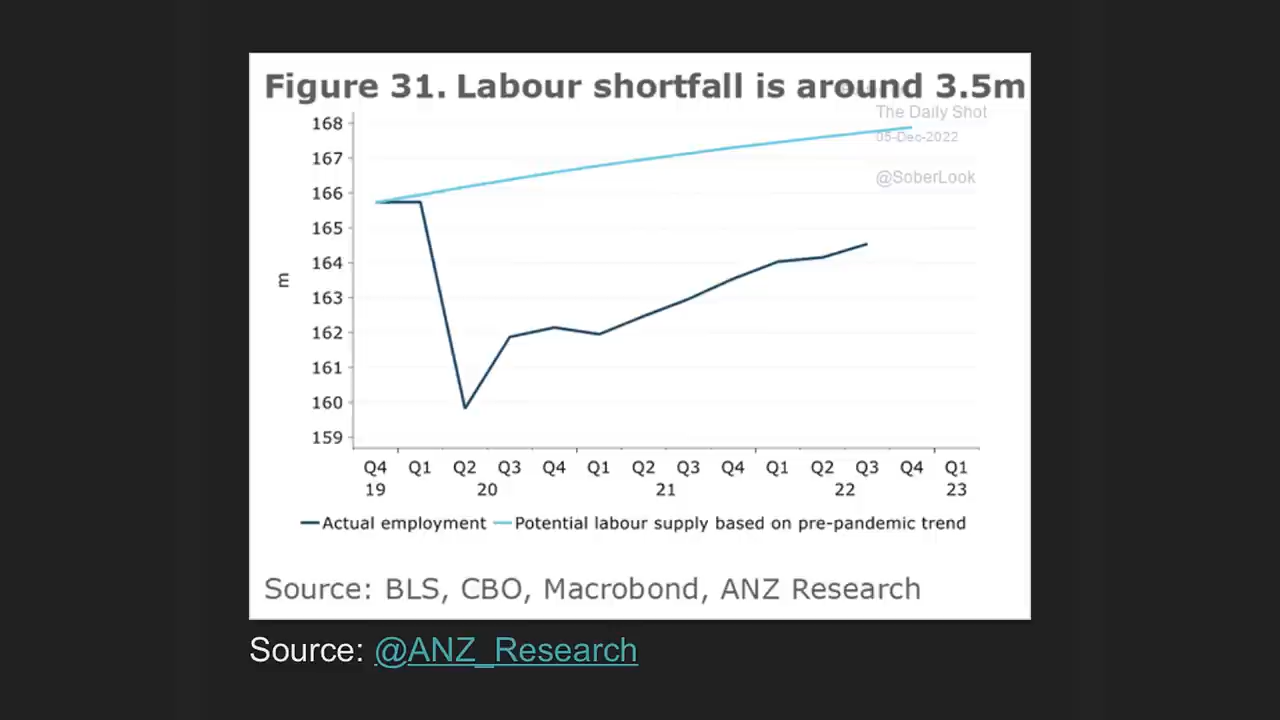 Figure 31. Labour shortfall is around 3.5m
The Daily Shot
05-Dec-2022
@SoberLook
168
167
166
165
164
163
162
161
160
159
m
Q4 Q1 Q2 Q3 Q4 Q1 Q2 Q3 Q4 Q1 Q2 Q3 Q4 Q1
19 20 21 22 23
Actual employment Potential labour supply based on pre-pandemic trend
Source: BLS, CBO, Macrobond, ANZ Research
Source: @ANZ_Research